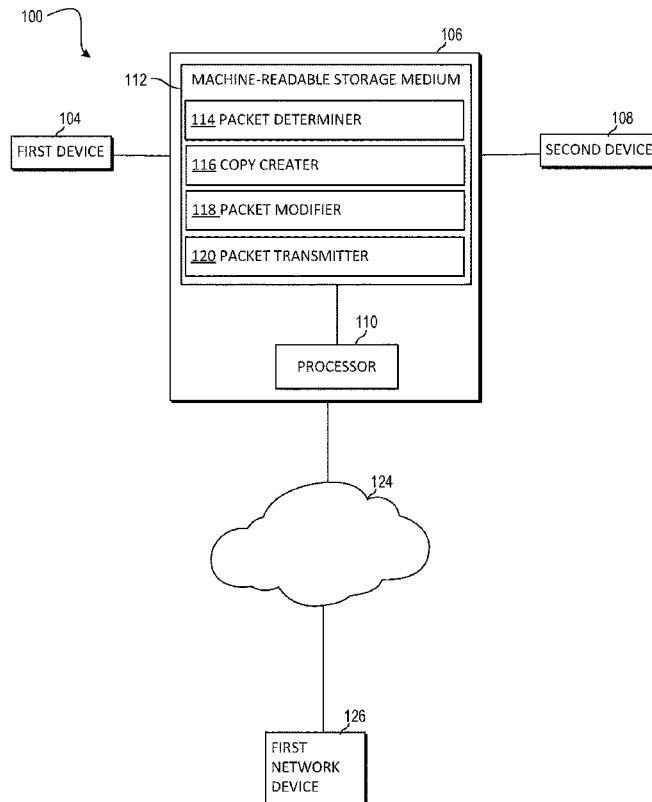 100
106
112
MACHINE-READABLE STORAGE MEDIUM
114 PACKET DETERMINER
104
FIRST DEVICE
108
SECOND DEVICE
116 COPY CREATER
118 PACKET MODIFIER
120 PACKET TRANSMITTER
110
PROCESSOR
124
126
FIRST
NETWORK
DEVICE